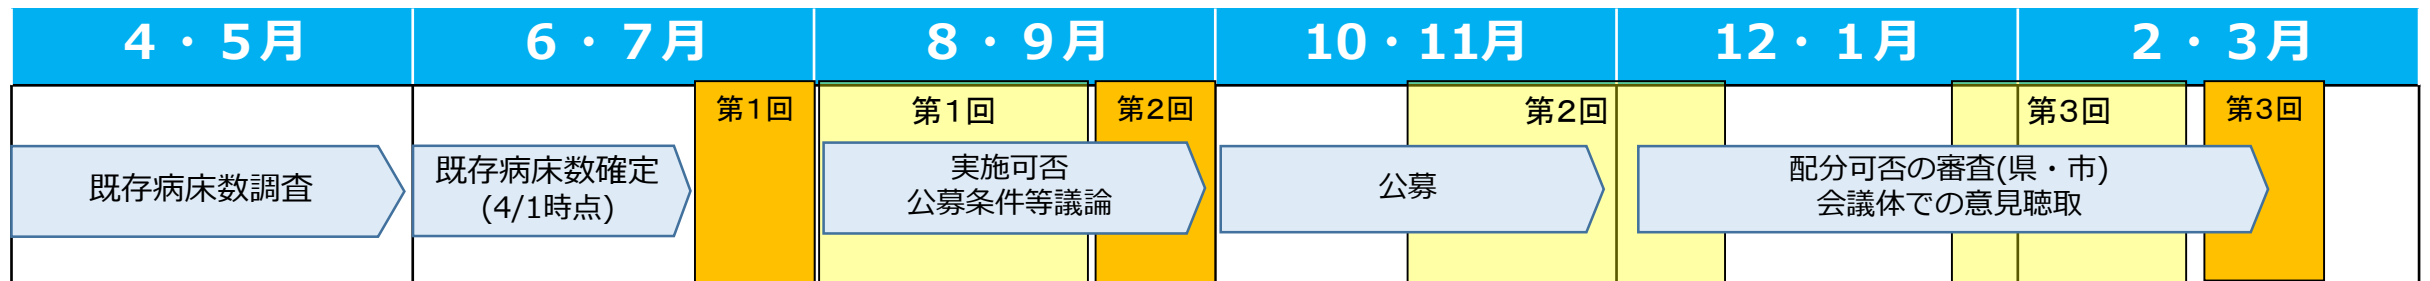 ４・５月
６・７月
８・９月
10・11月
12・１月
２・３月
第１回
第１回
第２回
第２回
第３回
第３回
既存病床数調査
既存病床数確定
(4/1時点)
実施可否
公募条件等議論
公募
配分可否の審査(県・市)
会議体での意見聴取